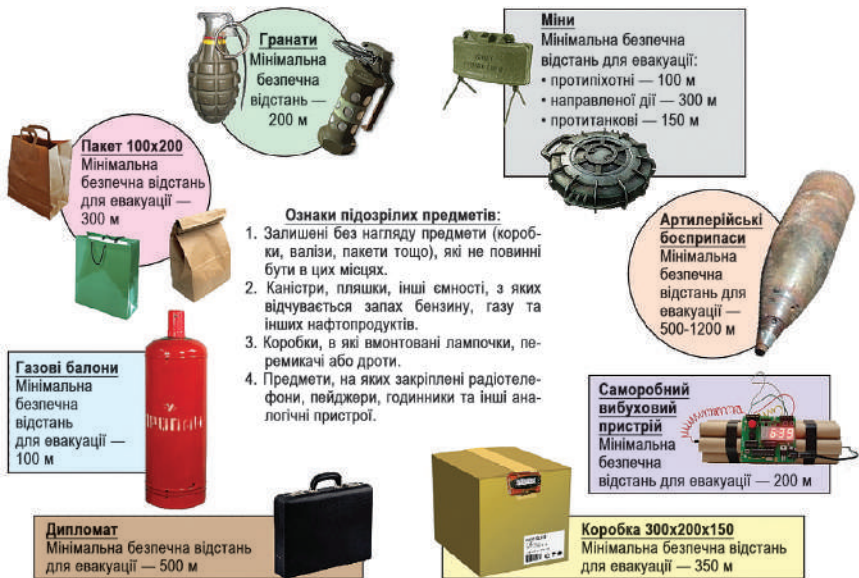 Гранати
Мінімальна
безпечна
відстань —
200 м
Міни
Мінімальна безпечна
відстань для евакуації:
• протипіхотні — 100 м
• направленої дії — 300 м
• протитанкові — 150 м
Пакет 100х200
Мінімальна
безпечна відстань
для евакуації —
300 м
Ознаки підозрілих предметів:
1. Залишені без нагляду предмети (короб-
ки, валізи, пакети тощо), які не повинні
бути в цих місцях.
2. Каністри, пляшки, інші ємності, з яких
відчувається запах бензину, газу та
інших нафтопродуктів.
3. Коробки, в які вмонтовані лампочки, пе-
ремикачі або дроти.
4. Предмети, на яких закріплені радіотеле-
фони, пейджери, годинники та інші ана-
логічні пристрої.
Артилерійські
боєприпаси
Мінімальна
безпечна
відстань для
евакуації —
500-1200 м
Газові балони
Мінімальна
безпечна
відстань
для евакуації —
100 м
ПРОПАН
Саморобний
вибуховий
пристрій
Мінімальна
безпечна
відстань для евакуації — 200 м
Дипломат
Мінімальна безпечна відстань
для евакуації — 500 м
Коробка 300х200х150
Мінімальна безпечна відстань
для евакуації — 350 м